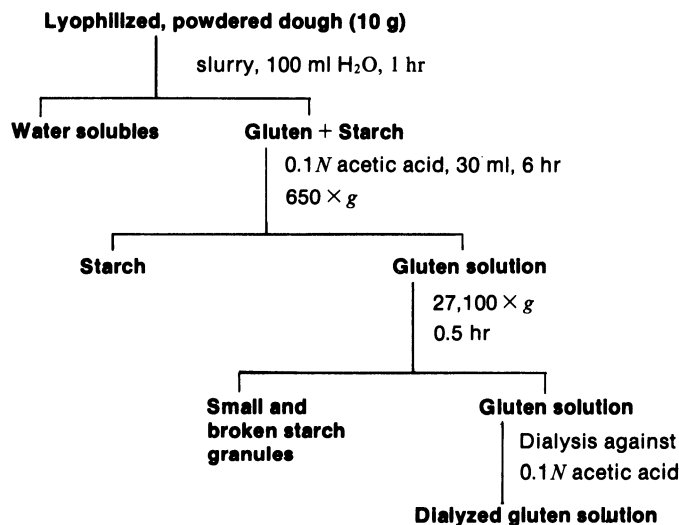 Lyophilized, powdered dough (10 g)
slurry, 100 ml H₂O, 1 hr
Water solubles
Gluten + Starch
0.1N acetic acid, 30 ml, 6 hr
650 × g
Starch
Gluten solution
27,100 × g
0.5 hr
Small and
broken starch
granules
Gluten solution
Dialysis against
0.1N acetic acid
Dialyzed gluten solution